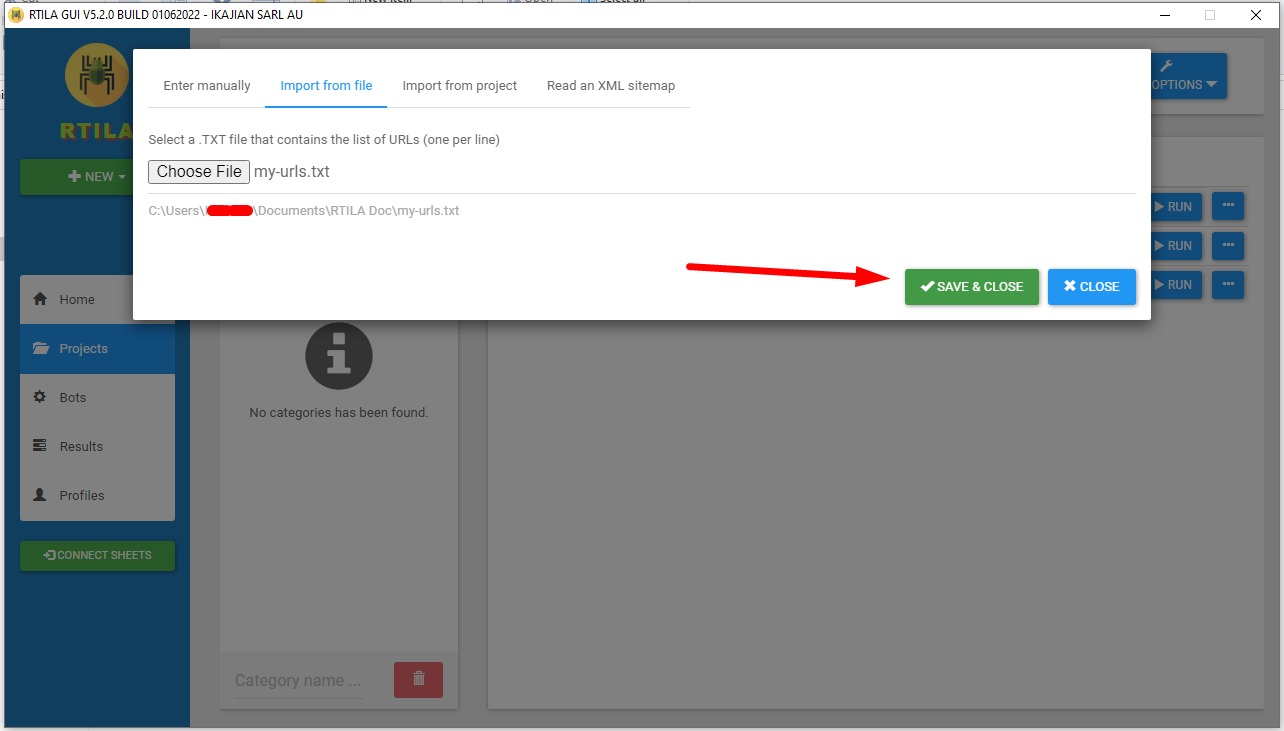 RTILA GUI V5.2.0 BUILD 01062022 - IKAJIAN SARL AU
Enter manually
Import from file
Import from project
Read an XML sitemap
Select a .TXT file that contains the list of URLs (one per line)
Choose File my-urls.txt
C:\Users\
\Documents\RTILA Doc\my-urls.txt
SAVE & CLOSE
CLOSE
OPTIONS
RTILA
NEW
RUN
RUN
RUN
Home
Projects
Bots
Results
Profiles
CONNECT SHEETS
No categories has been found.
Category name ...